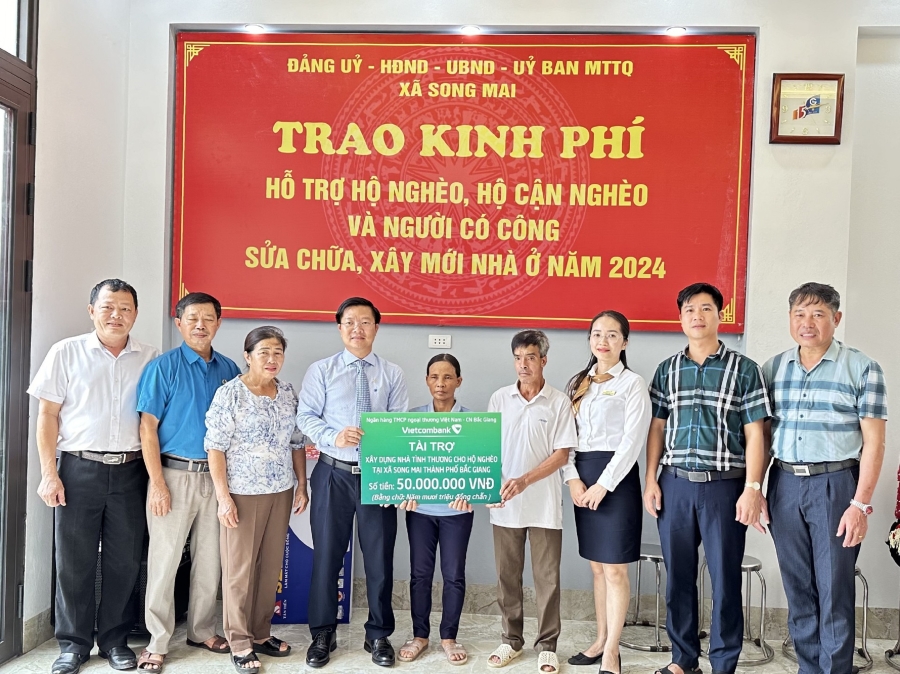 ĐẢNG UỶ - HĐND - UBND - UỶ BAN MTTQ
XÃ SONG MAI
TRAO KINH PHÍ
HỖ TRỢ HỘ NGHÈO, HỘ CẬN NGHÈO
VÀ NGƯỜI CÓ CÔNG
SỬA CHỮA, XÂY MỚI NHÀ Ở NĂM 2024
Ngân hàng TMCP ngoại thương Việt Nam - CN Bắc Giang
Vietcombank
TÀI TRỢ
XÂY DỰNG NHÀ TÌNH THƯƠNG CHO HỘ NGHÈO
TẠI XÃ SONG MAI THÀNH PHỐ BẮC GIANG
Số tiền: 50.000.000 VNĐ
(Bằng chữ: Năm mươi triệu đồng chẵn)